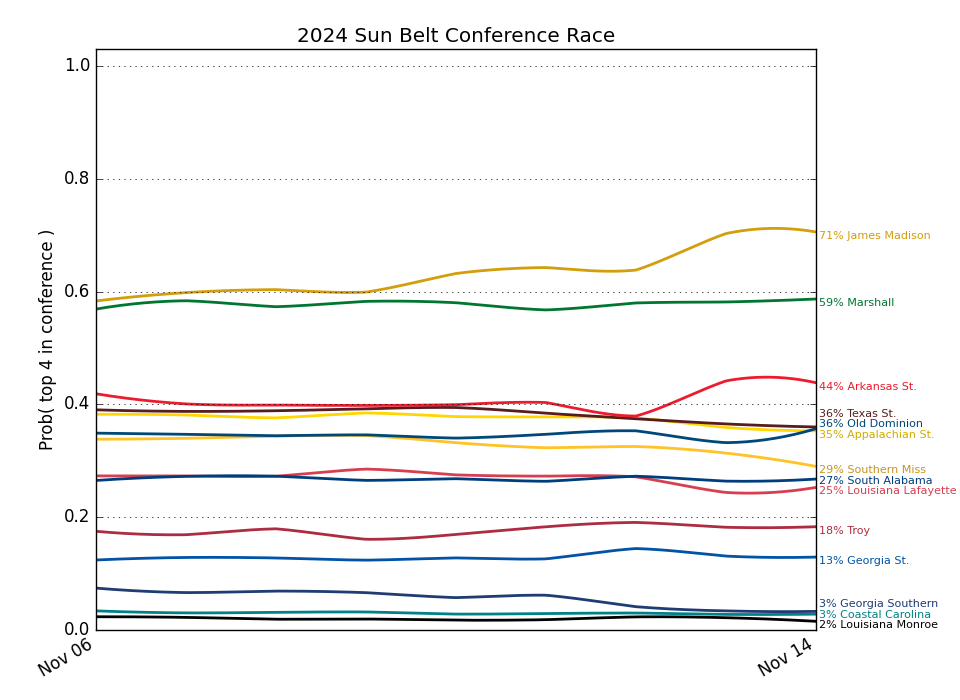 2024 Sun Belt Conference Race
1.0
0.8
0.6
0.4
0.2
0.0
Prob( top 4 in conference )
71% James Madison
59% Marshall
44% Arkansas St.
36% Texas St.
36% Old Dominion
35% Appalachian St.
29% Southern Miss
27% South Alabama
25% Louisiana Lafayette
18% Troy
13% Georgia St.
3% Georgia Southern
3% Coastal Carolina
2% Louisiana Monroe
Nov 06
Nov 14